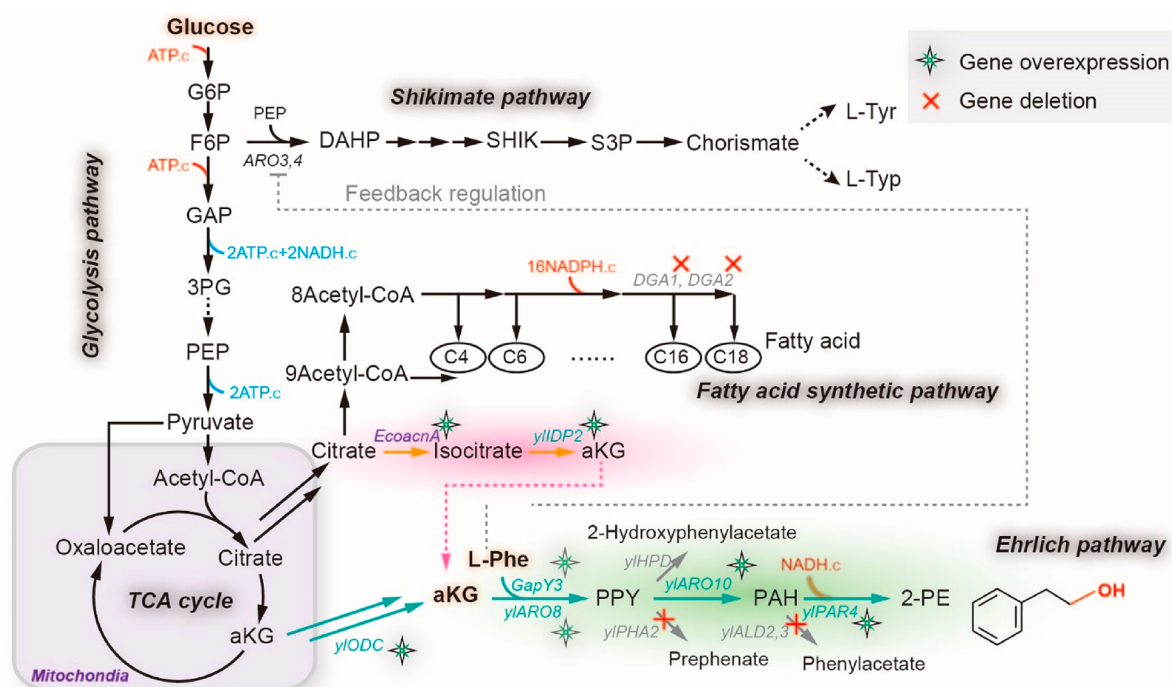 Glucose
ATP.c
G6P
F6P
PEP
ARO3,4
DAHP
SHIK
S3P
Chorismate
L-Tyr
L-Typ
Shikimate pathway
Gene overexpression
Gene deletion
Feedback regulation
ATP.c
GAP
2ATP.c+2NADH.c
3PG
PEP
2ATP.c
Pyruvate
Glycolysis pathway
8Acetyl-CoA
16NADPH.c
DGA1, DGA2
C4
C6
......
C16
C18
Fatty acid
9Acetyl-CoA
Fatty acid synthetic pathway
Citrate
EcoacnA
Isocitrate
ylIDP2
aKG
Acetyl-CoA
Oxaloacetate
Citrate
TCA cycle
aKG
Mitochondia
ylODC
aKG
L-Phe
GapY3
ylARO8
2-Hydroxyphenylacetate
ylHPD
PPY
ylARO10
ylPHA2
Prephenate
PAH
NADH.c
ylPAR4
ylALD2,3
Phenylacetate
2-PE
OH
Ehrlich pathway